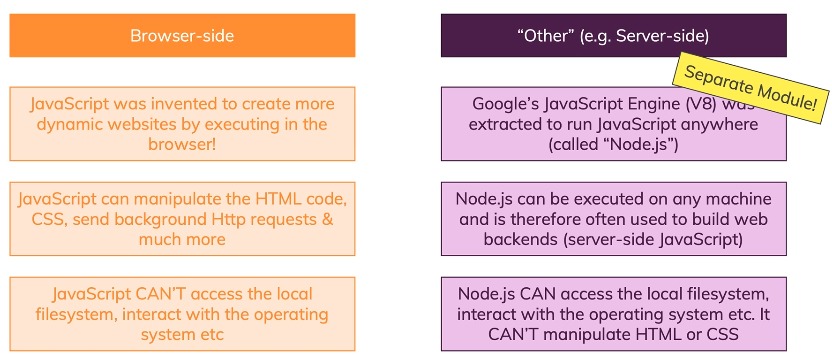 Browser-side
“Other” (e.g. Server-side)
Separate Module!
JavaScript was invented to create more
dynamic websites by executing in the
browser!
Google’s JavaScript Engine (V8) was
extracted to run JavaScript anywhere
(called “Node.js”)
JavaScript can manipulate the HTML code,
CSS, send background Http requests &
much more
Node.js can be executed on any machine
and is therefore often used to build web
backends (server-side JavaScript)
JavaScript CAN’T access the local
filesystem, interact with the operating
system etc
Node.js CAN access the local filesystem,
interact with the operating system etc. It
CAN’T manipulate HTML or CSS